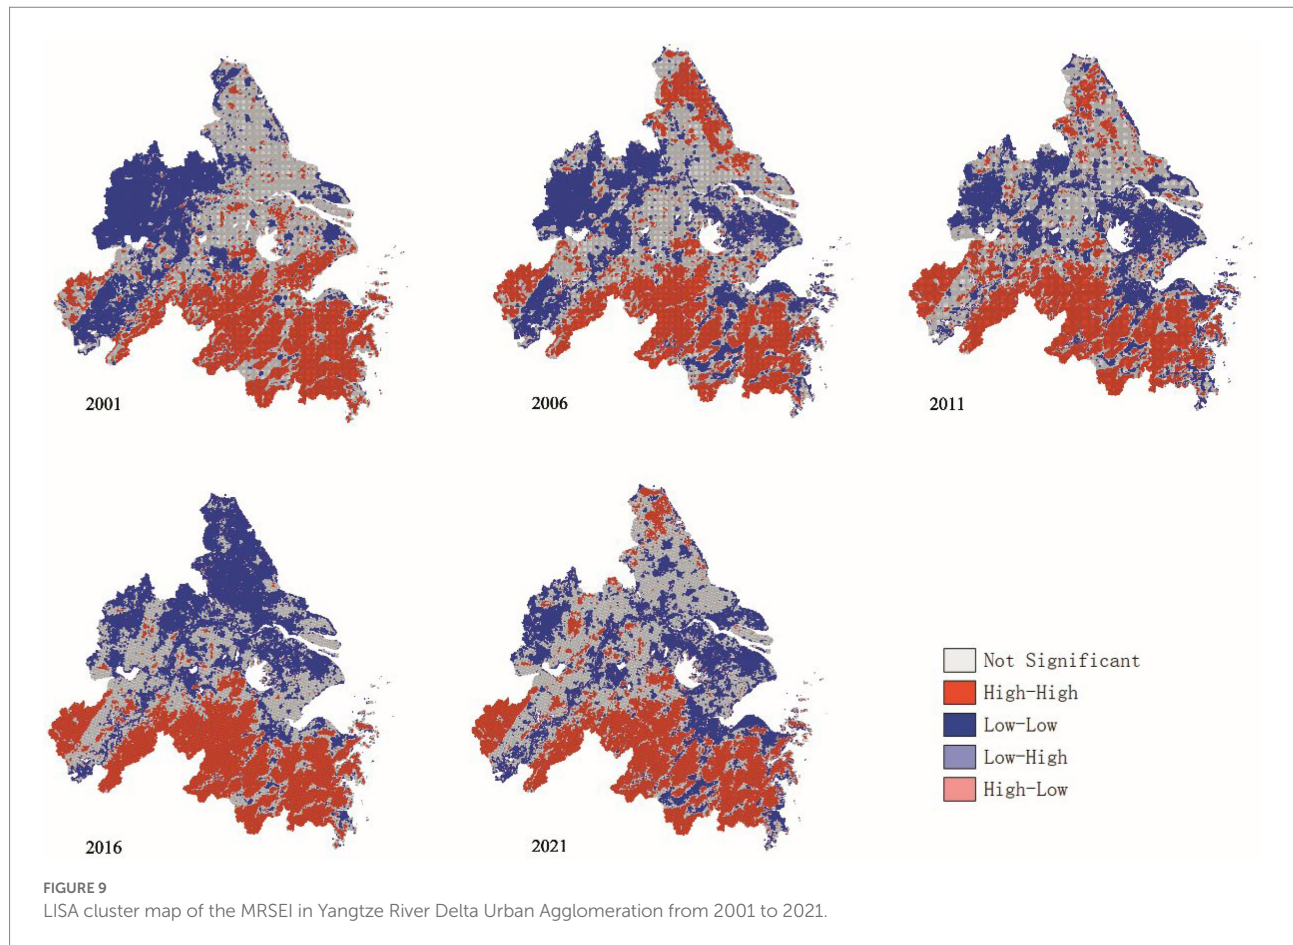 2001
2006
2011
2016
2021
Not Significant
High-High
Low-Low
Low-High
High-Low
FIGURE 9
LISA cluster map of the MRSEI in Yangtze River Delta Urban Agglomeration from 2001 to 2021.